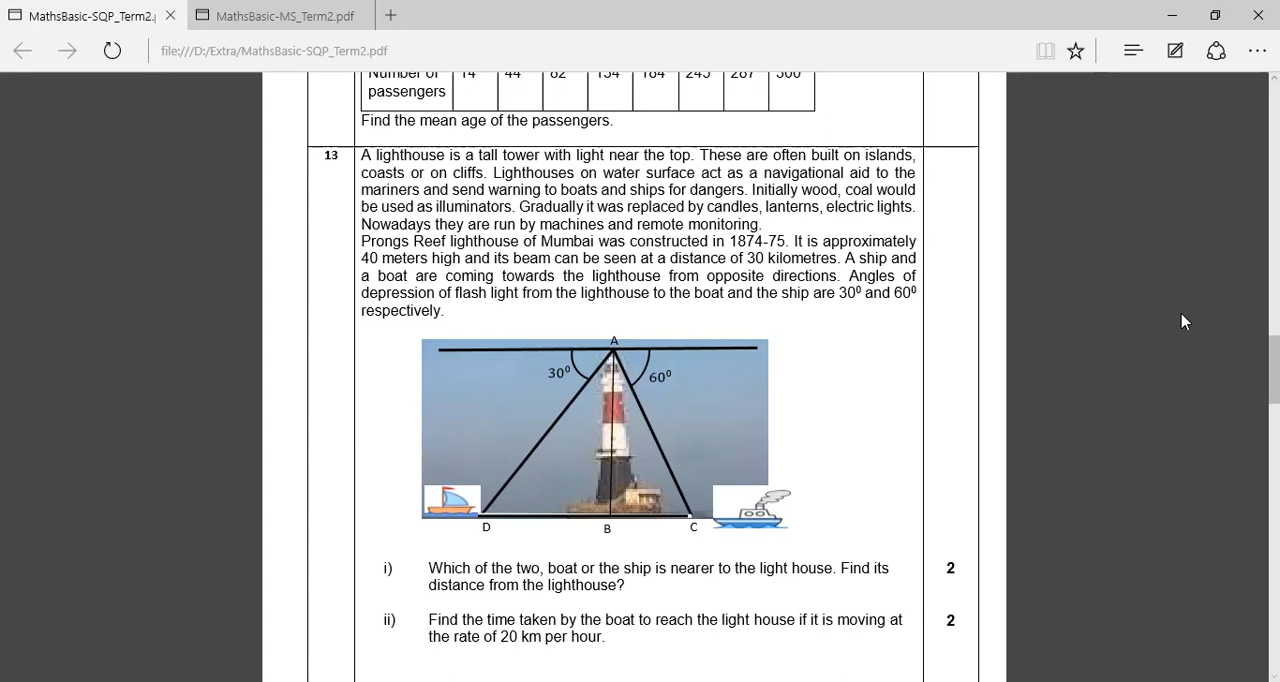 MathsBasic-SQP_Term2.
MathsBasic-MS_Term2.pdf
file:///D:/Extra/MathsBasic-SQP_Term2.pdf
Number of 14 44 82 134 184 245 287 300
passengers
Find the mean age of the passengers.
13 A lighthouse is a tall tower with light near the top. These are often built on islands,
coasts or on cliffs. Lighthouses on water surface act as a navigational aid to the
mariners and send warning to boats and ships for dangers. Initially wood, coal would
be used as illuminators. Gradually it was replaced by candles, lanterns, electric lights.
Nowadays they are run by machines and remote monitoring.
Prongs Reef lighthouse of Mumbai was constructed in 1874-75. It is approximately
40 meters high and its beam can be seen at a distance of 30 kilometres. A ship and
a boat are coming towards the lighthouse from opposite directions. Angles of
depression of flash light from the lighthouse to the boat and the ship are 30⁰ and 60⁰
respectively.
A
30⁰ 60⁰
D B C
i) Which of the two, boat or the ship is nearer to the light house. Find its 2
distance from the lighthouse?
ii) Find the time taken by the boat to reach the light house if it is moving at 2
the rate of 20 km per hour.